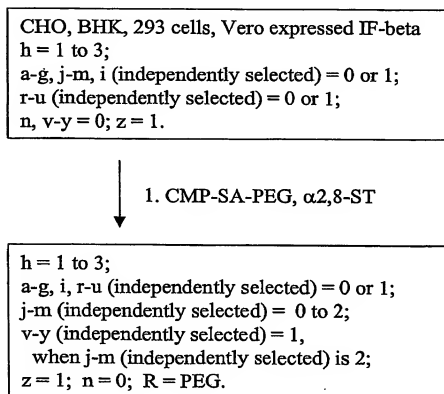 CHO, BHK, 293 cells, Vero expressed IF-beta
h = 1 to 3;
a-g, j-m, i (independently selected) = 0 or 1;
r-u (independently selected) = 0 or 1;
n, v-y = 0; z = 1.
1. CMP-SA-PEG, α2,8-ST
h = 1 to 3;
a-g, i, r-u (independently selected) = 0 or 1;
j-m (independently selected) = 0 to 2;
v-y (independently selected) = 1,
when j-m (independently selected) is 2;
z = 1; n = 0; R = PEG.